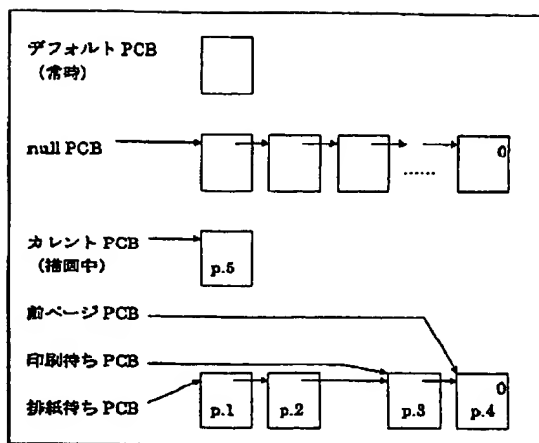 デフォルト PCB
（常時）
null PCB
0
......
カレント PCB
（描画中）
p.5
前ページ PCB
印刷待ち PCB
排紙待ち PCB
0
p.1
p.2
p.3
p.4